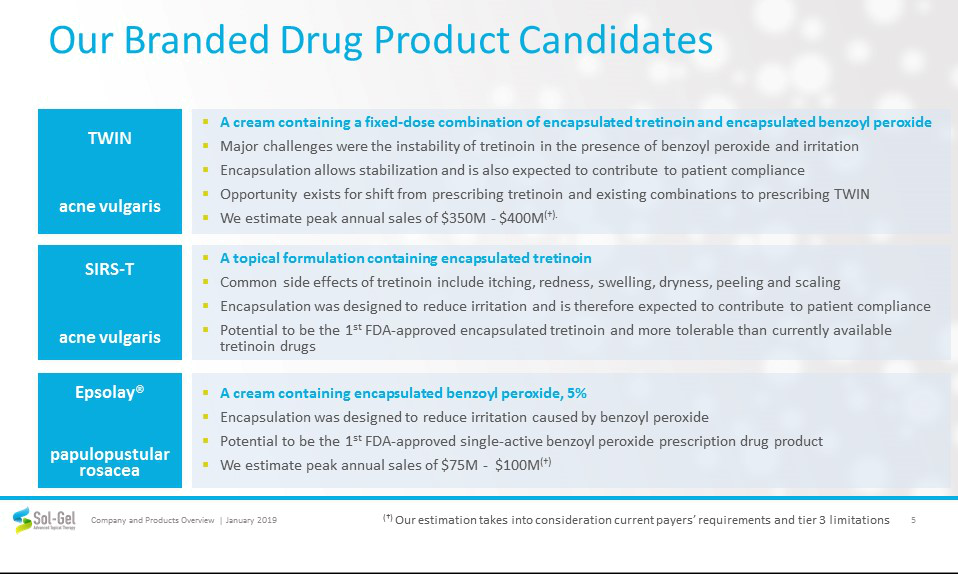 Our Branded Drug Product Candidates
TWIN
acne vulgaris
▪ A cream containing a fixed-dose combination of encapsulated tretinoin and encapsulated benzoyl peroxide
▪ Major challenges were the instability of tretinoin in the presence of benzoyl peroxide and irritation
▪ Encapsulation allows stabilization and is also expected to contribute to patient compliance
▪ Opportunity exists for shift from prescribing tretinoin and existing combinations to prescribing TWIN
▪ We estimate peak annual sales of $350M - $400M(+).
SIRS-T
acne vulgaris
▪ A topical formulation containing encapsulated tretinoin
▪ Common side effects of tretinoin include itching, redness, swelling, dryness, peeling and scaling
▪ Encapsulation was designed to reduce irritation and is therefore expected to contribute to patient compliance
▪ Potential to be the 1st FDA-approved encapsulated tretinoin and more tolerable than currently available
tretinoin drugs
Epsolay®
papulopustular
rosacea
▪ A cream containing encapsulated benzoyl peroxide, 5%
▪ Encapsulation was designed to reduce irritation caused by benzoyl peroxide
▪ Potential to be the 1st FDA-approved single-active benzoyl peroxide prescription drug product
▪ We estimate peak annual sales of $75M - $100M(+)
Sol-Gel
Advanced Topical Therapy
Company and Products Overview | January 2019
(+) Our estimation takes into consideration current payers’ requirements and tier 3 limitations
5